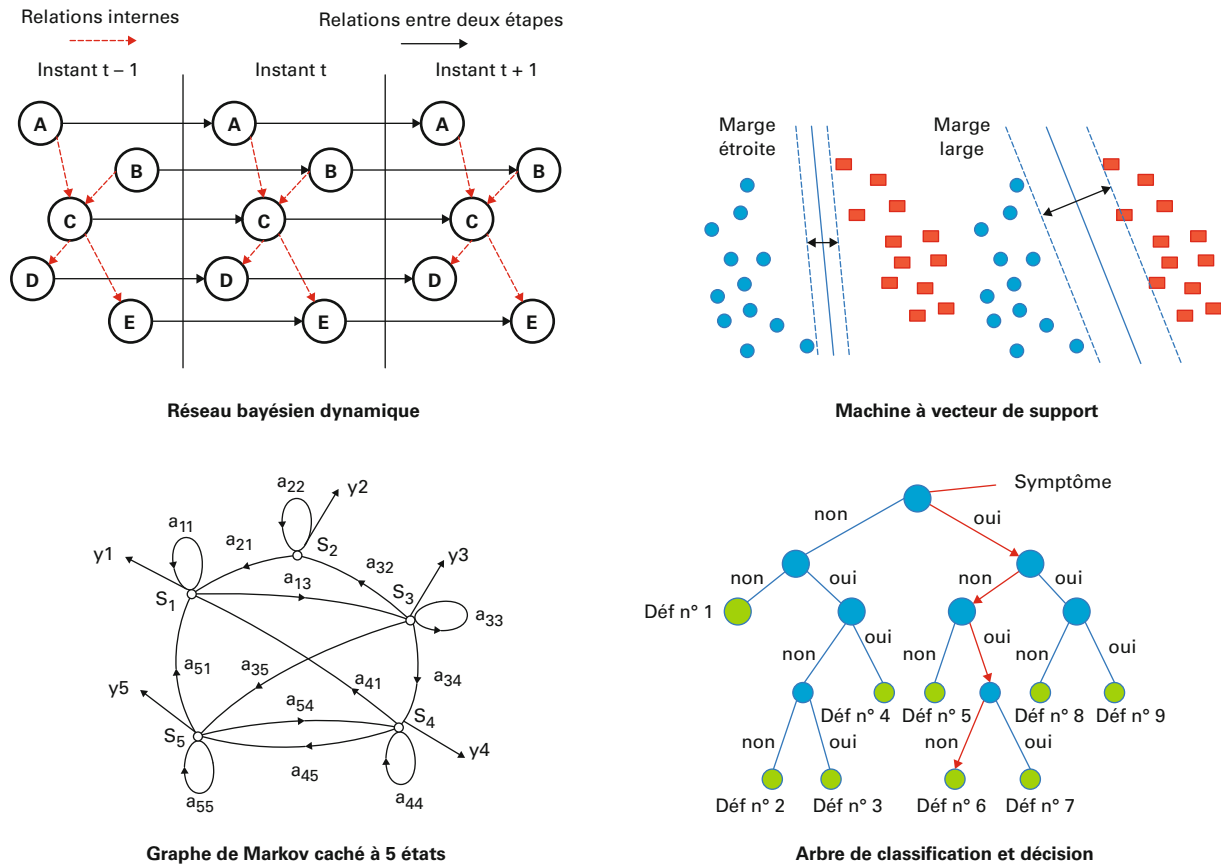 Relations internes
Relations entre deux étapes
Instant t – 1
Instant t
Instant t + 1
A
A
A
B
B
B
C
C
C
D
D
D
E
E
E
Réseau bayésien dynamique
Marge
étroite
Marge
large
Machine à vecteur de support
a22
y2
a11
y1
a21
S2
a32
y3
a13
S1
S3
a33
a51
a35
a41
a34
y5
a54
S4
S5
y4
a45
a55
a44
Graphe de Markov caché à 5 états
Symptôme
non
oui
non
oui
non
oui
Déf n° 1
non
oui
non
oui
non
oui
Déf n° 4
Déf n° 5
Déf n° 8
Déf n° 9
non
oui
non
oui
Déf n° 2
Déf n° 3
Déf n° 6
Déf n° 7
Arbre de classification et décision